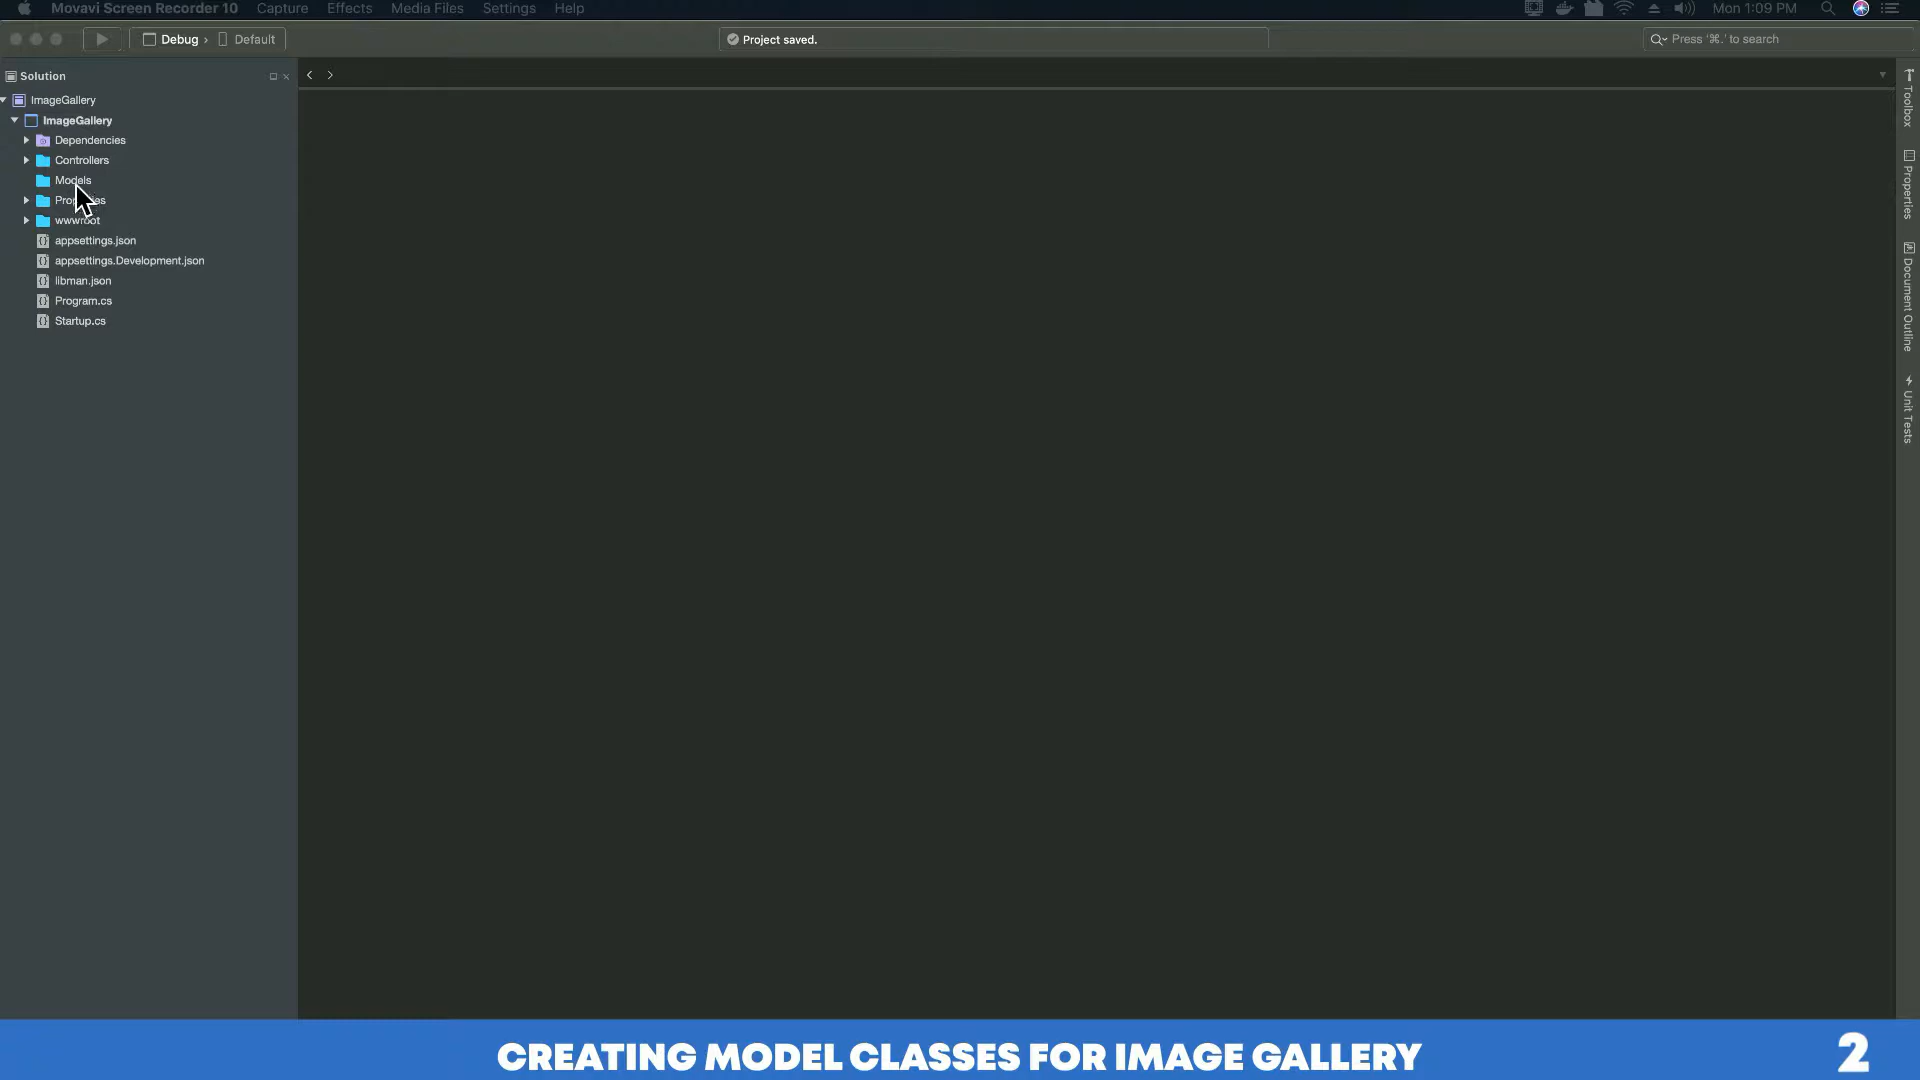 Movavi Screen Recorder 10 Capture Effects Media Files Settings Help Mon 1:09 PM
Debug › Default
Project saved.
Press '⌘.' to search
Solution
ImageGallery
ImageGallery
Dependencies
Controllers
Models
Properties
wwwroot
appsettings.json
appsettings.Development.json
libman.json
Program.cs
Startup.cs
Toolbox
Properties
Document Outline
Unit Tests
CREATING MODEL CLASSES FOR IMAGE GALLERY
2